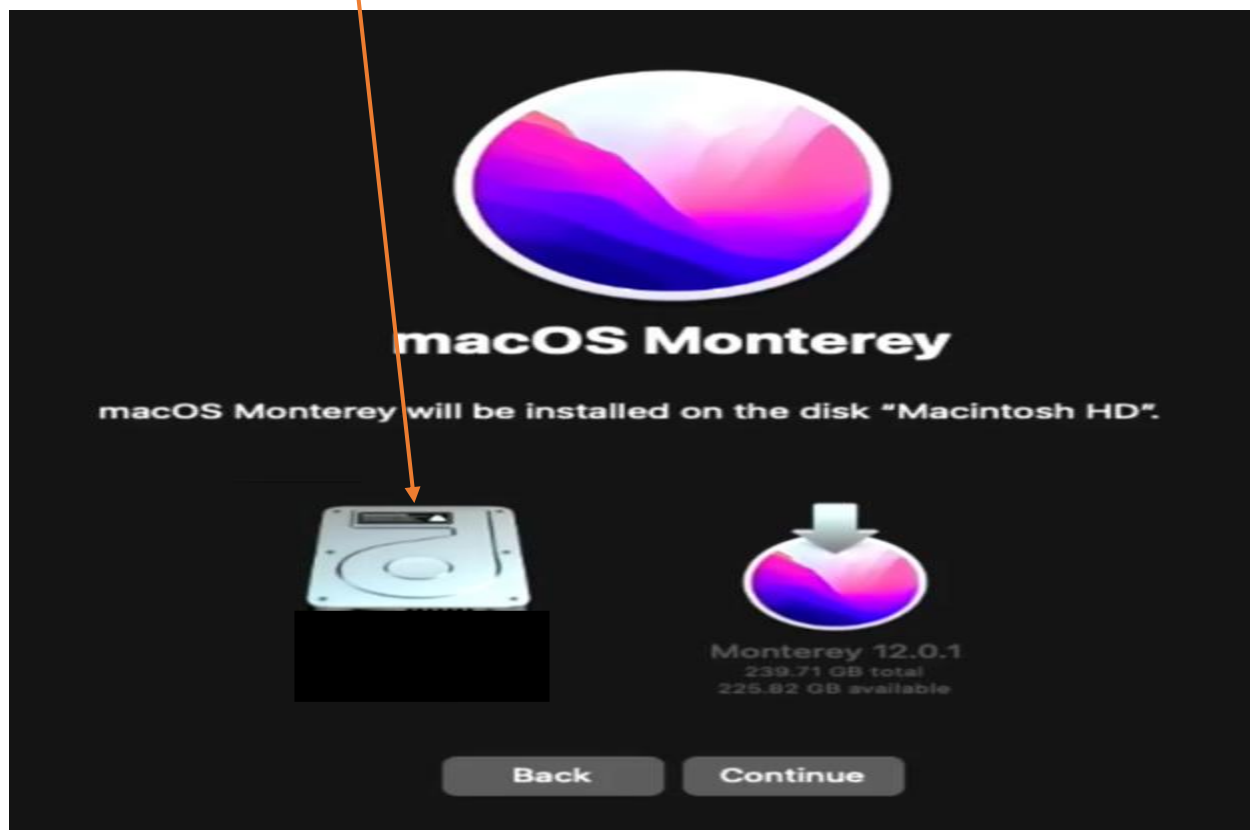 macOS Monterey
macOS Monterey will be installed on the disk “Macintosh HD”.
Monterey 12.0.1
239.71 GB total
225.82 GB available
Back
Continue